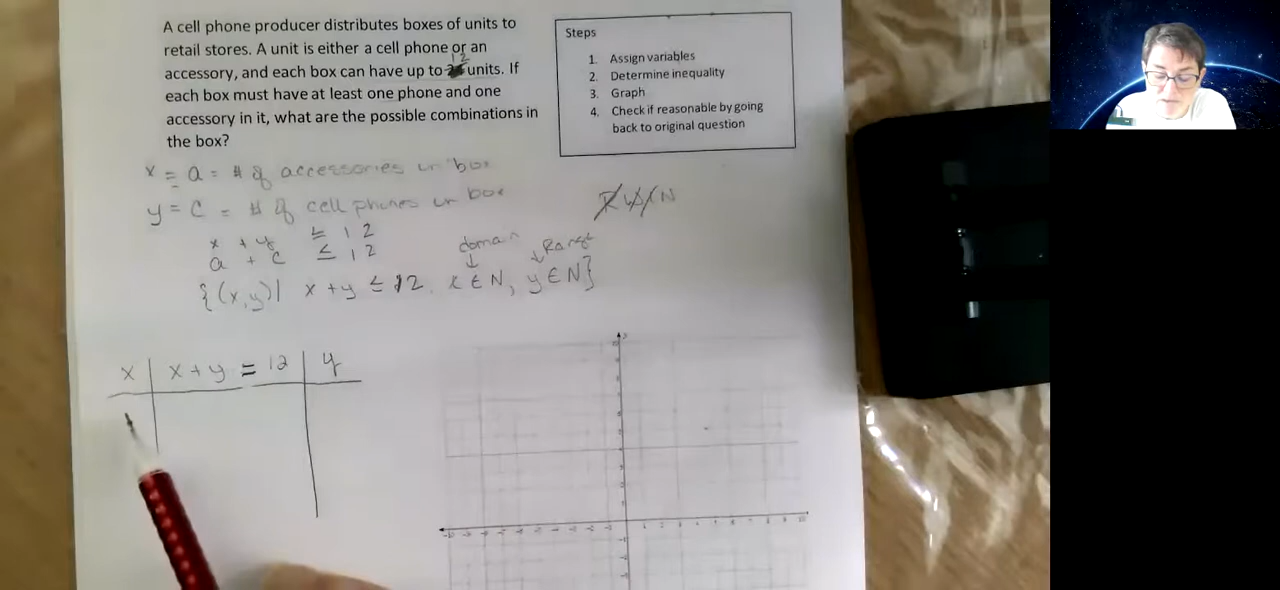 A cell phone producer distributes boxes of units to
retail stores. A unit is either a cell phone or an
12
accessory, and each box can have up to units. If
each box must have at least one phone and one
accessory in it, what are the possible combinations in
the box?
Steps
1. Assign variables
2. Determine inequality
3. Graph
4. Check if reasonable by going
back to original question
x = a = # of accessories in box
y = c = # of cell phones in box
x + y ≤ 12
a + c ≤ 12
domain
Range
{(x,y)| x + y ≤ 12, x ∈ N, y ∈ N}
x | x + y = 12 | y